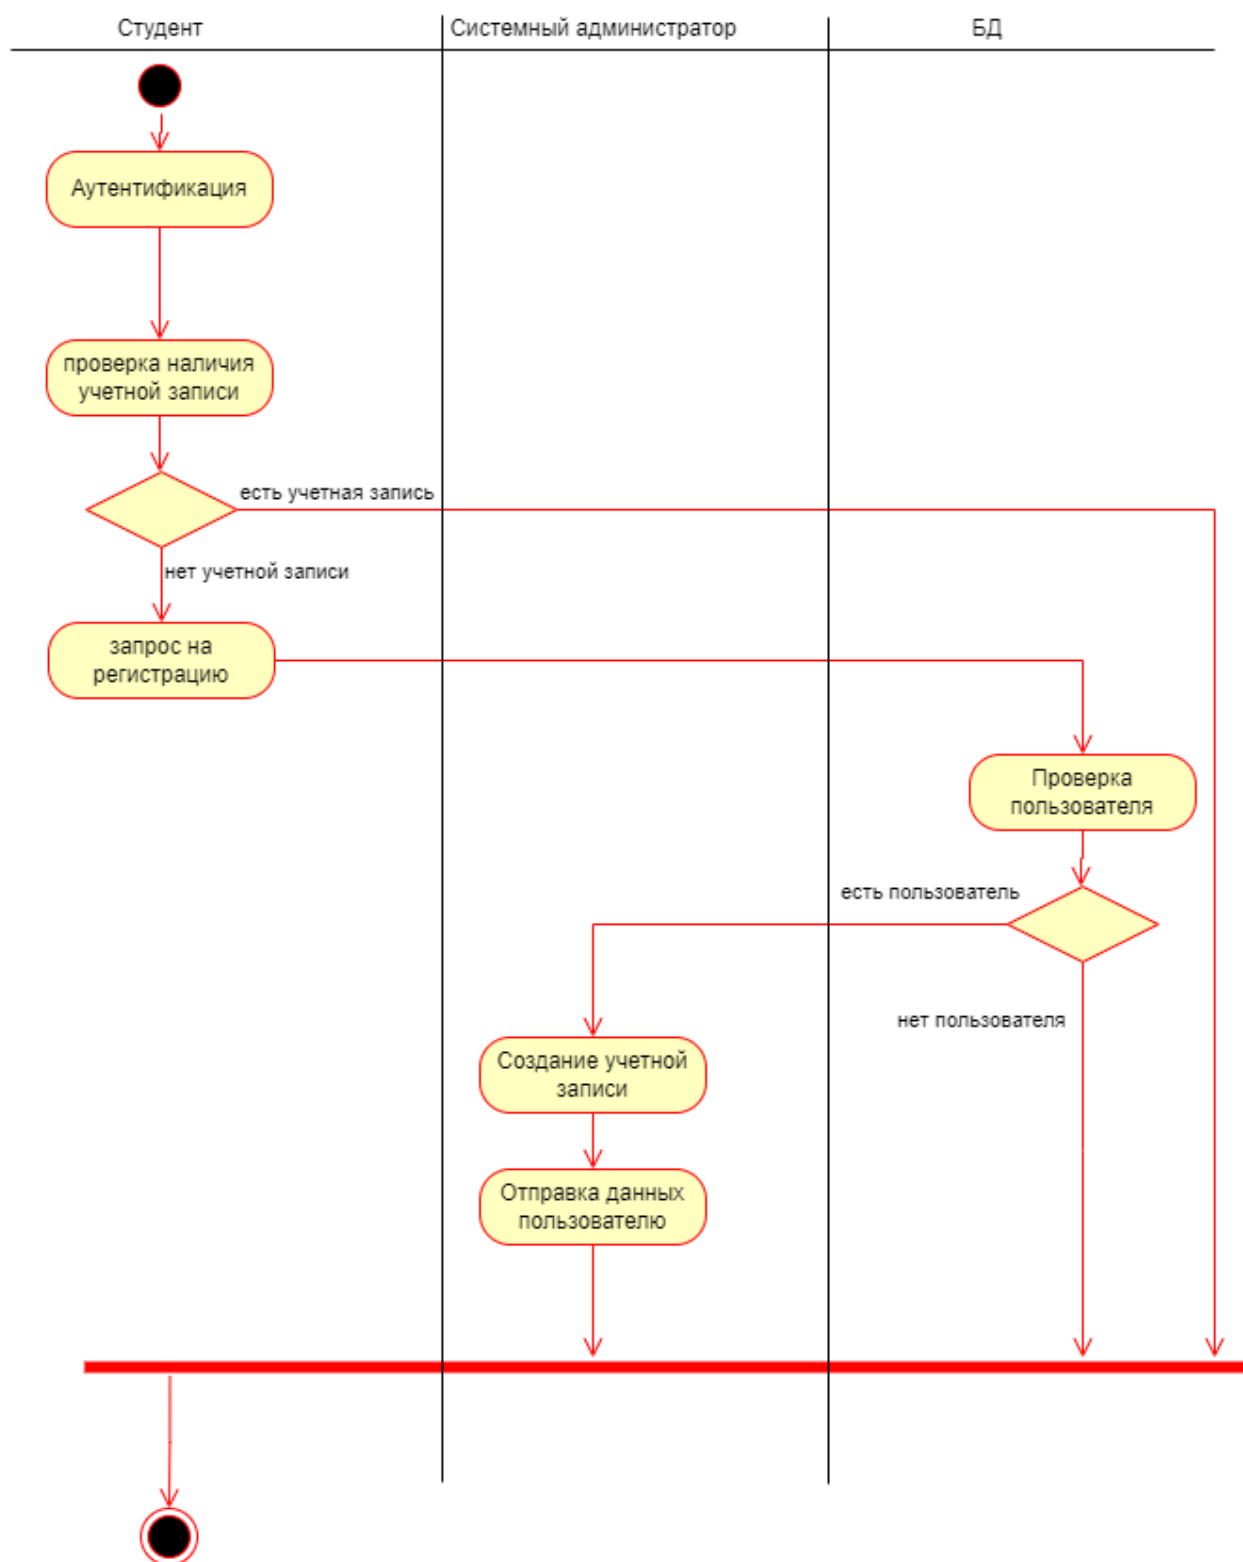 Студент
Системный администратор
БД
Аутентификация
проверка наличия
учетной записи
есть учетная запись
нет учетной записи
запрос на
регистрацию
Проверка
пользователя
есть пользователь
нет пользователя
Создание учетной
записи
Отправка данных
пользователю